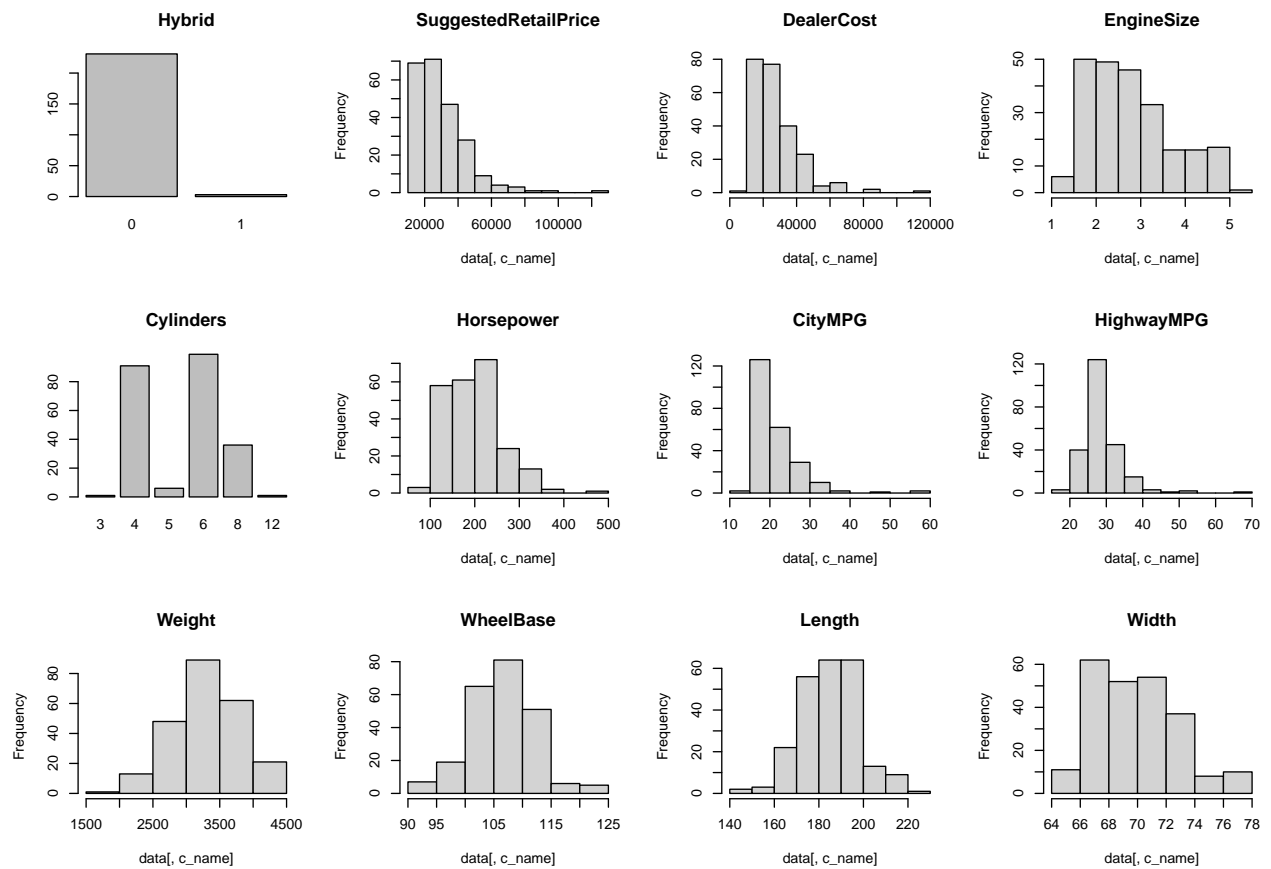 Hybrid
0 50 150
0 1
SuggestedRetailPrice
Frequency
0 20 40 60
20000 60000 100000
data[, c_name]
DealerCost
Frequency
0 20 40 60 80
0 40000 80000 120000
data[, c_name]
EngineSize
Frequency
0 10 30 50
1 2 3 4 5
data[, c_name]
Cylinders
0 20 40 60 80
3 4 5 6 8 12
Horsepower
Frequency
0 20 40 60
100 200 300 400 500
data[, c_name]
CityMPG
Frequency
0 40 80 120
10 20 30 40 50 60
data[, c_name]
HighwayMPG
Frequency
0 40 80 120
20 30 40 50 60 70
data[, c_name]
Weight
Frequency
0 20 40 60 80
1500 2500 3500 4500
data[, c_name]
WheelBase
Frequency
0 20 40 60 80
90 95 105 115 125
data[, c_name]
Length
Frequency
0 20 40 60
140 160 180 200 220
data[, c_name]
Width
Frequency
0 20 40 60
64 66 68 70 72 74 76 78
data[, c_name]